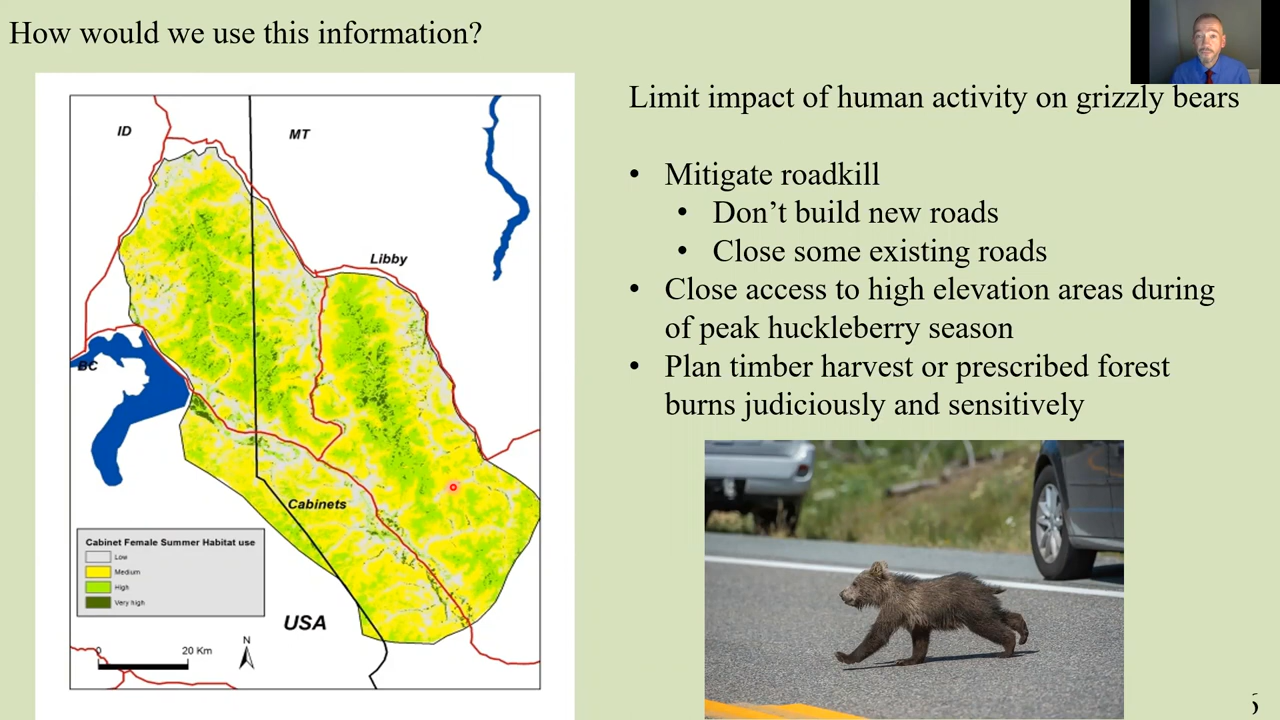 How would we use this information?
ID
MT
Libby
BC
Cabinets
Cabinet Female Summer Habitat use
Low
Medium
High
Very high
USA
0
20 Km
N
Limit impact of human activity on grizzly bears
• Mitigate roadkill
• Don’t build new roads
• Close some existing roads
• Close access to high elevation areas during
of peak huckleberry season
• Plan timber harvest or prescribed forest
burns judiciously and sensitively